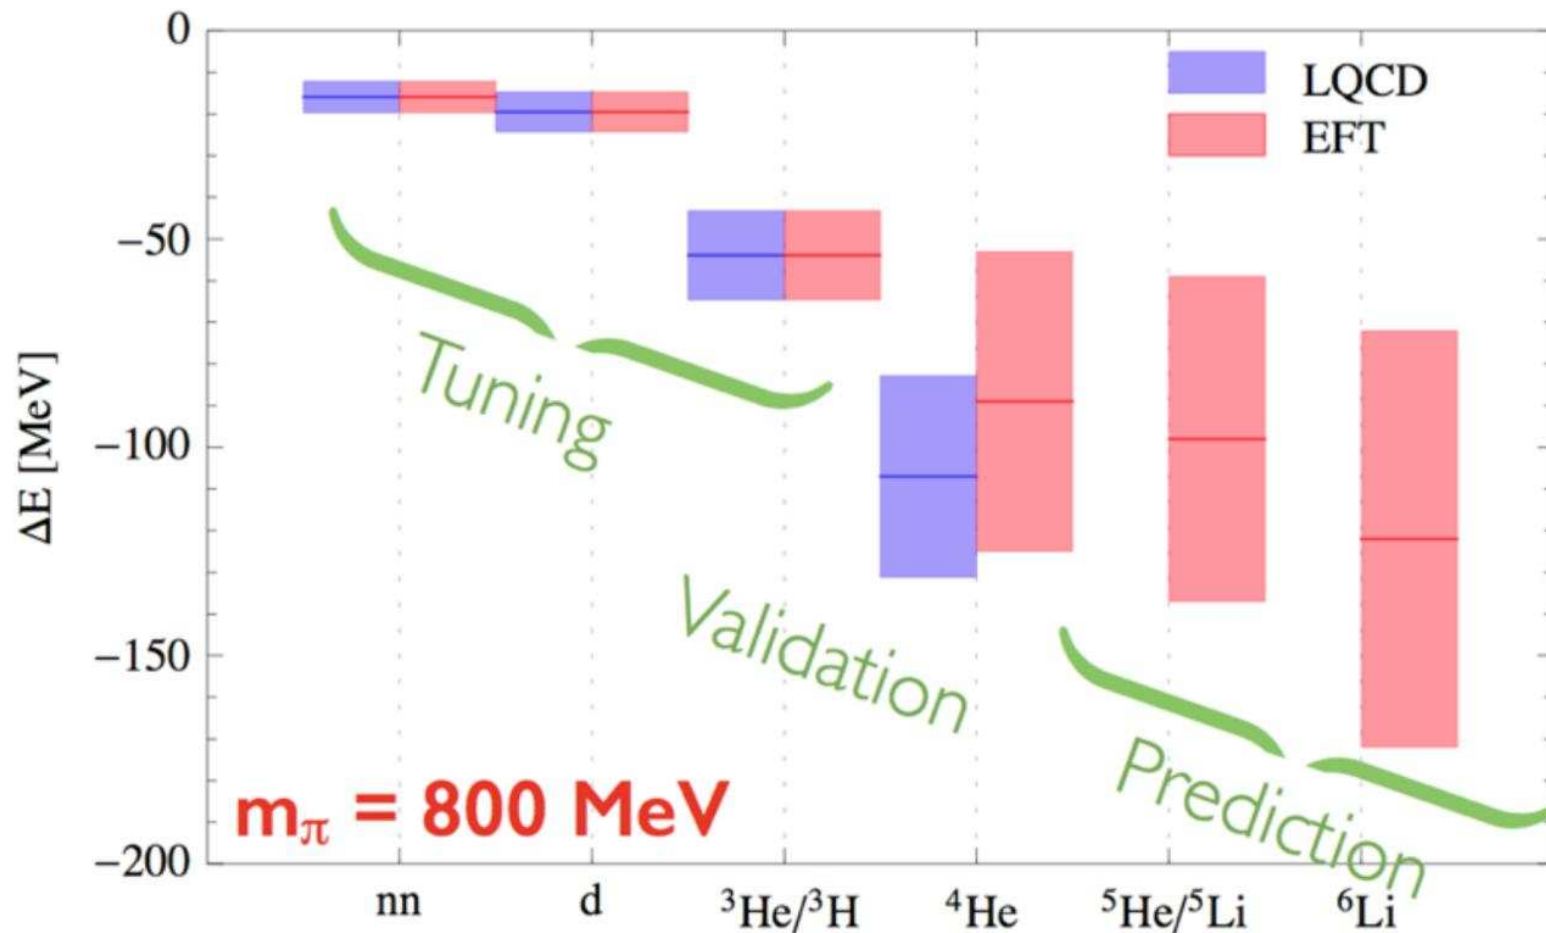 0
−50
−100
−150
−200
ΔE [MeV]
LQCD
EFT
Tuning
Validation
Prediction
mπ = 800 MeV
nn
d
³He/³H
⁴He
⁵He/⁵Li
⁶Li